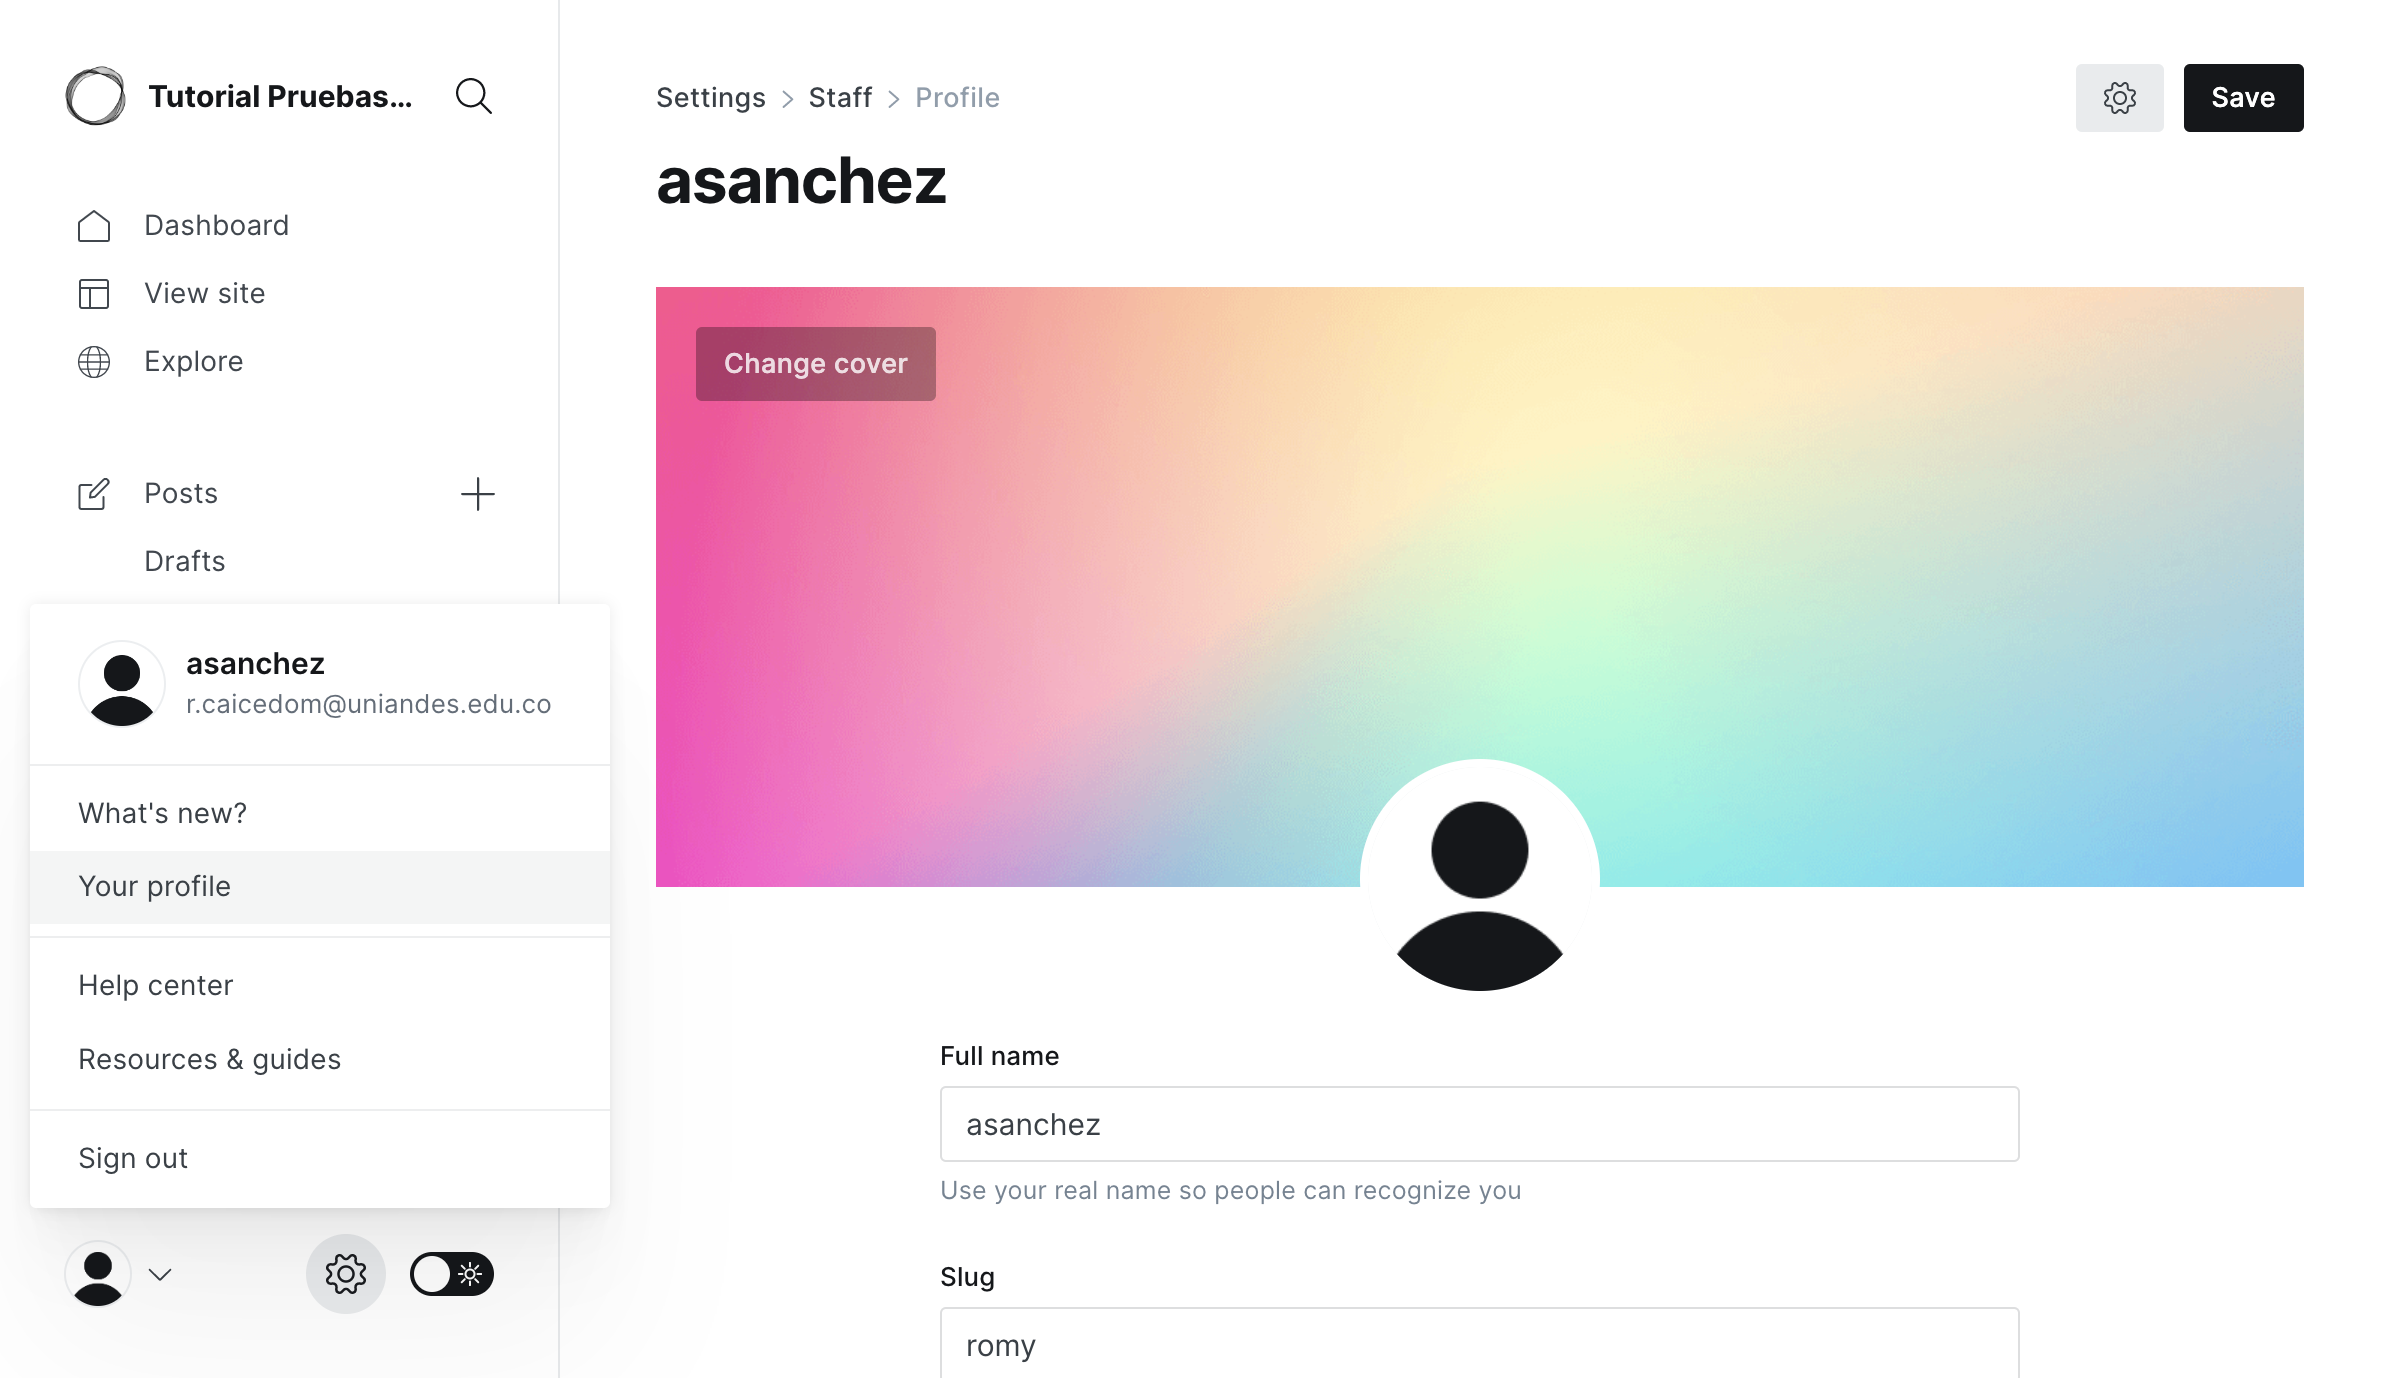 Tutorial Pruebas...
Dashboard
View site
Explore
Posts
Drafts
asanchez
r.caicedom@uniandes.edu.co
What's new?
Your profile
Help center
Resources & guides
Sign out
Settings > Staff > Profile
Save
asanchez
Change cover
Full name
asanchez
Use your real name so people can recognize you
Slug
romy